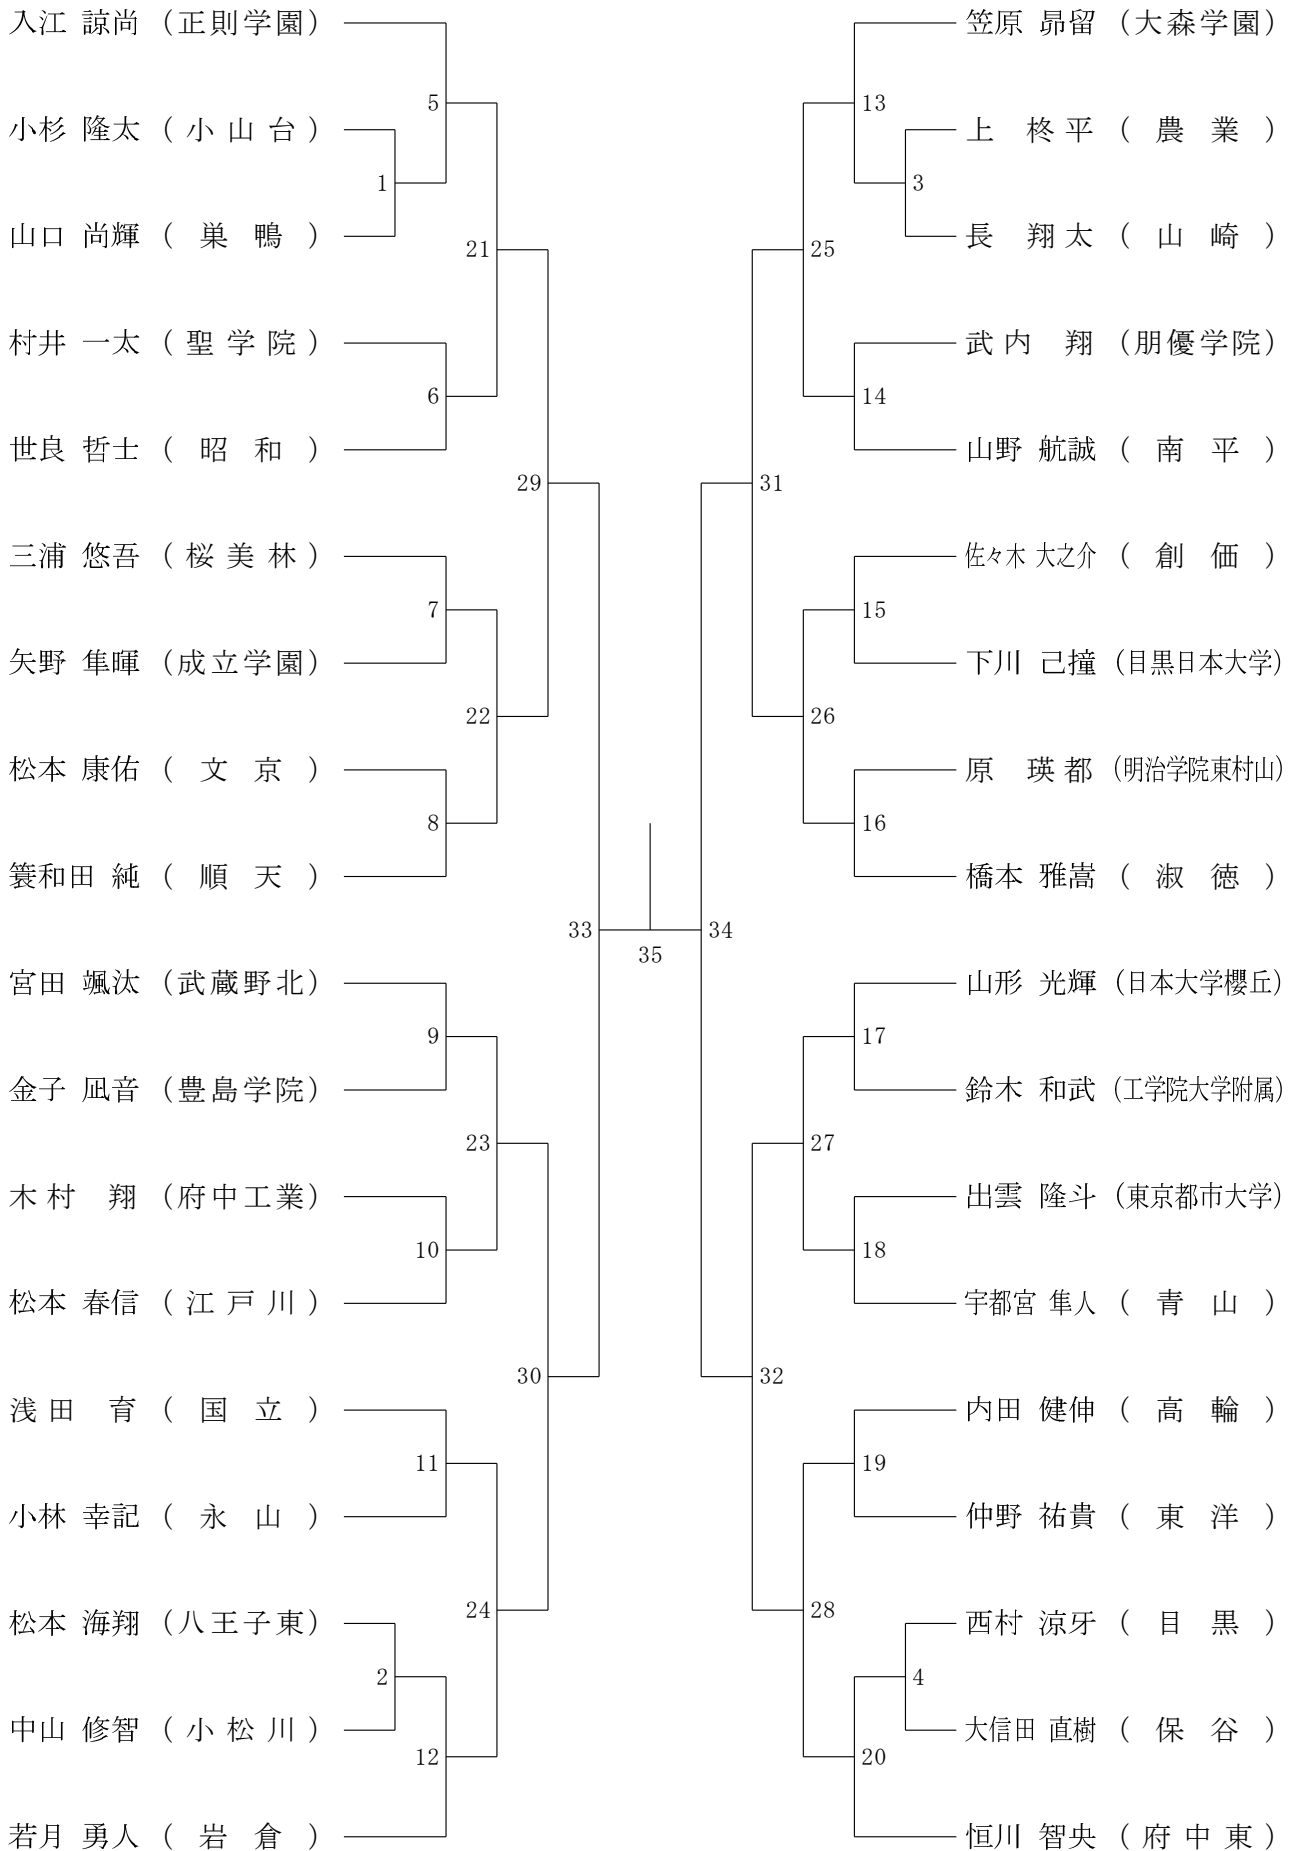 入江 諒尚 (正則学園)
小杉 隆太 (小山台)
山口 尚輝 (巣鴨)
村井 一太 (聖学院)
世良 哲士 (昭和)
三浦 悠吾 (桜美林)
矢野 隼暉 (成立学園)
松本 康佑 (文京)
簑和田 純 (順天)
宮田 颯汰 (武蔵野北)
金子 凪音 (豊島学院)
木村 翔 (府中工業)
松本 春信 (江戸川)
浅田 育 (国立)
小林 幸記 (永山)
松本 海翔 (八王子東)
中山 修智 (小松川)
若月 勇人 (岩倉)
1
2
5
6
7
8
9
10
11
12
21
22
23
24
29
30
33
35
34
31
32
25
26
27
28
13
14
15
16
17
18
19
20
3
4
笠原 昴留 (大森学園)
上 柊平 (農業)
長 翔太 (山崎)
武内 翔 (朋優学院)
山野 航誠 (南平)
佐々木 大之介 (創価)
下川 己撞 (目黒日本大学)
原 瑛都 (明治学院東村山)
橋本 雅嵩 (淑徳)
山形 光輝 (日本大学櫻丘)
鈴木 和武 (工学院大学附属)
出雲 隆斗 (東京都市大学)
宇都宮 隼人 (青山)
内田 健伸 (高輪)
仲野 祐貴 (東洋)
西村 涼牙 (目黒)
大信田 直樹 (保谷)
恒川 智央 (府中東)